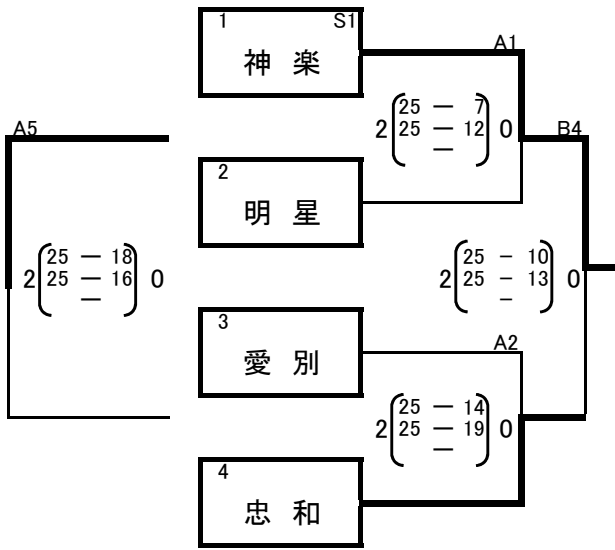 1 S1
神 楽
A1
25 — 7
2 25 — 12 0
—
A5
B4
2
明 星
25 — 18
2 25 — 16 0
—
25 - 10
2 25 - 13 0
-
3
愛 別
A2
25 — 14
2 25 — 19 0
—
4
忠 和